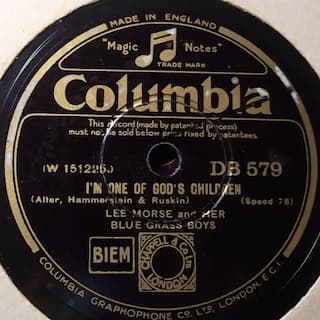 MADE IN ENGLAND
"Magic Notes"
TRADE MARK
Columbia
This record (made by patented process)
must not be sold below price fixed by patentees.
(W 151225.) DB 579
I'M ONE OF GOD'S CHILDREN
(Alter, Hammerstein & Ruskin) (Speed 78)
LEE MORSE and HER
BLUE GRASS BOYS
BIEM
CHAPPELL & Co. Ltd.
LONDON
COLUMBIA GRAPHOPHONE CO. LTD. LONDON, E.C.1.